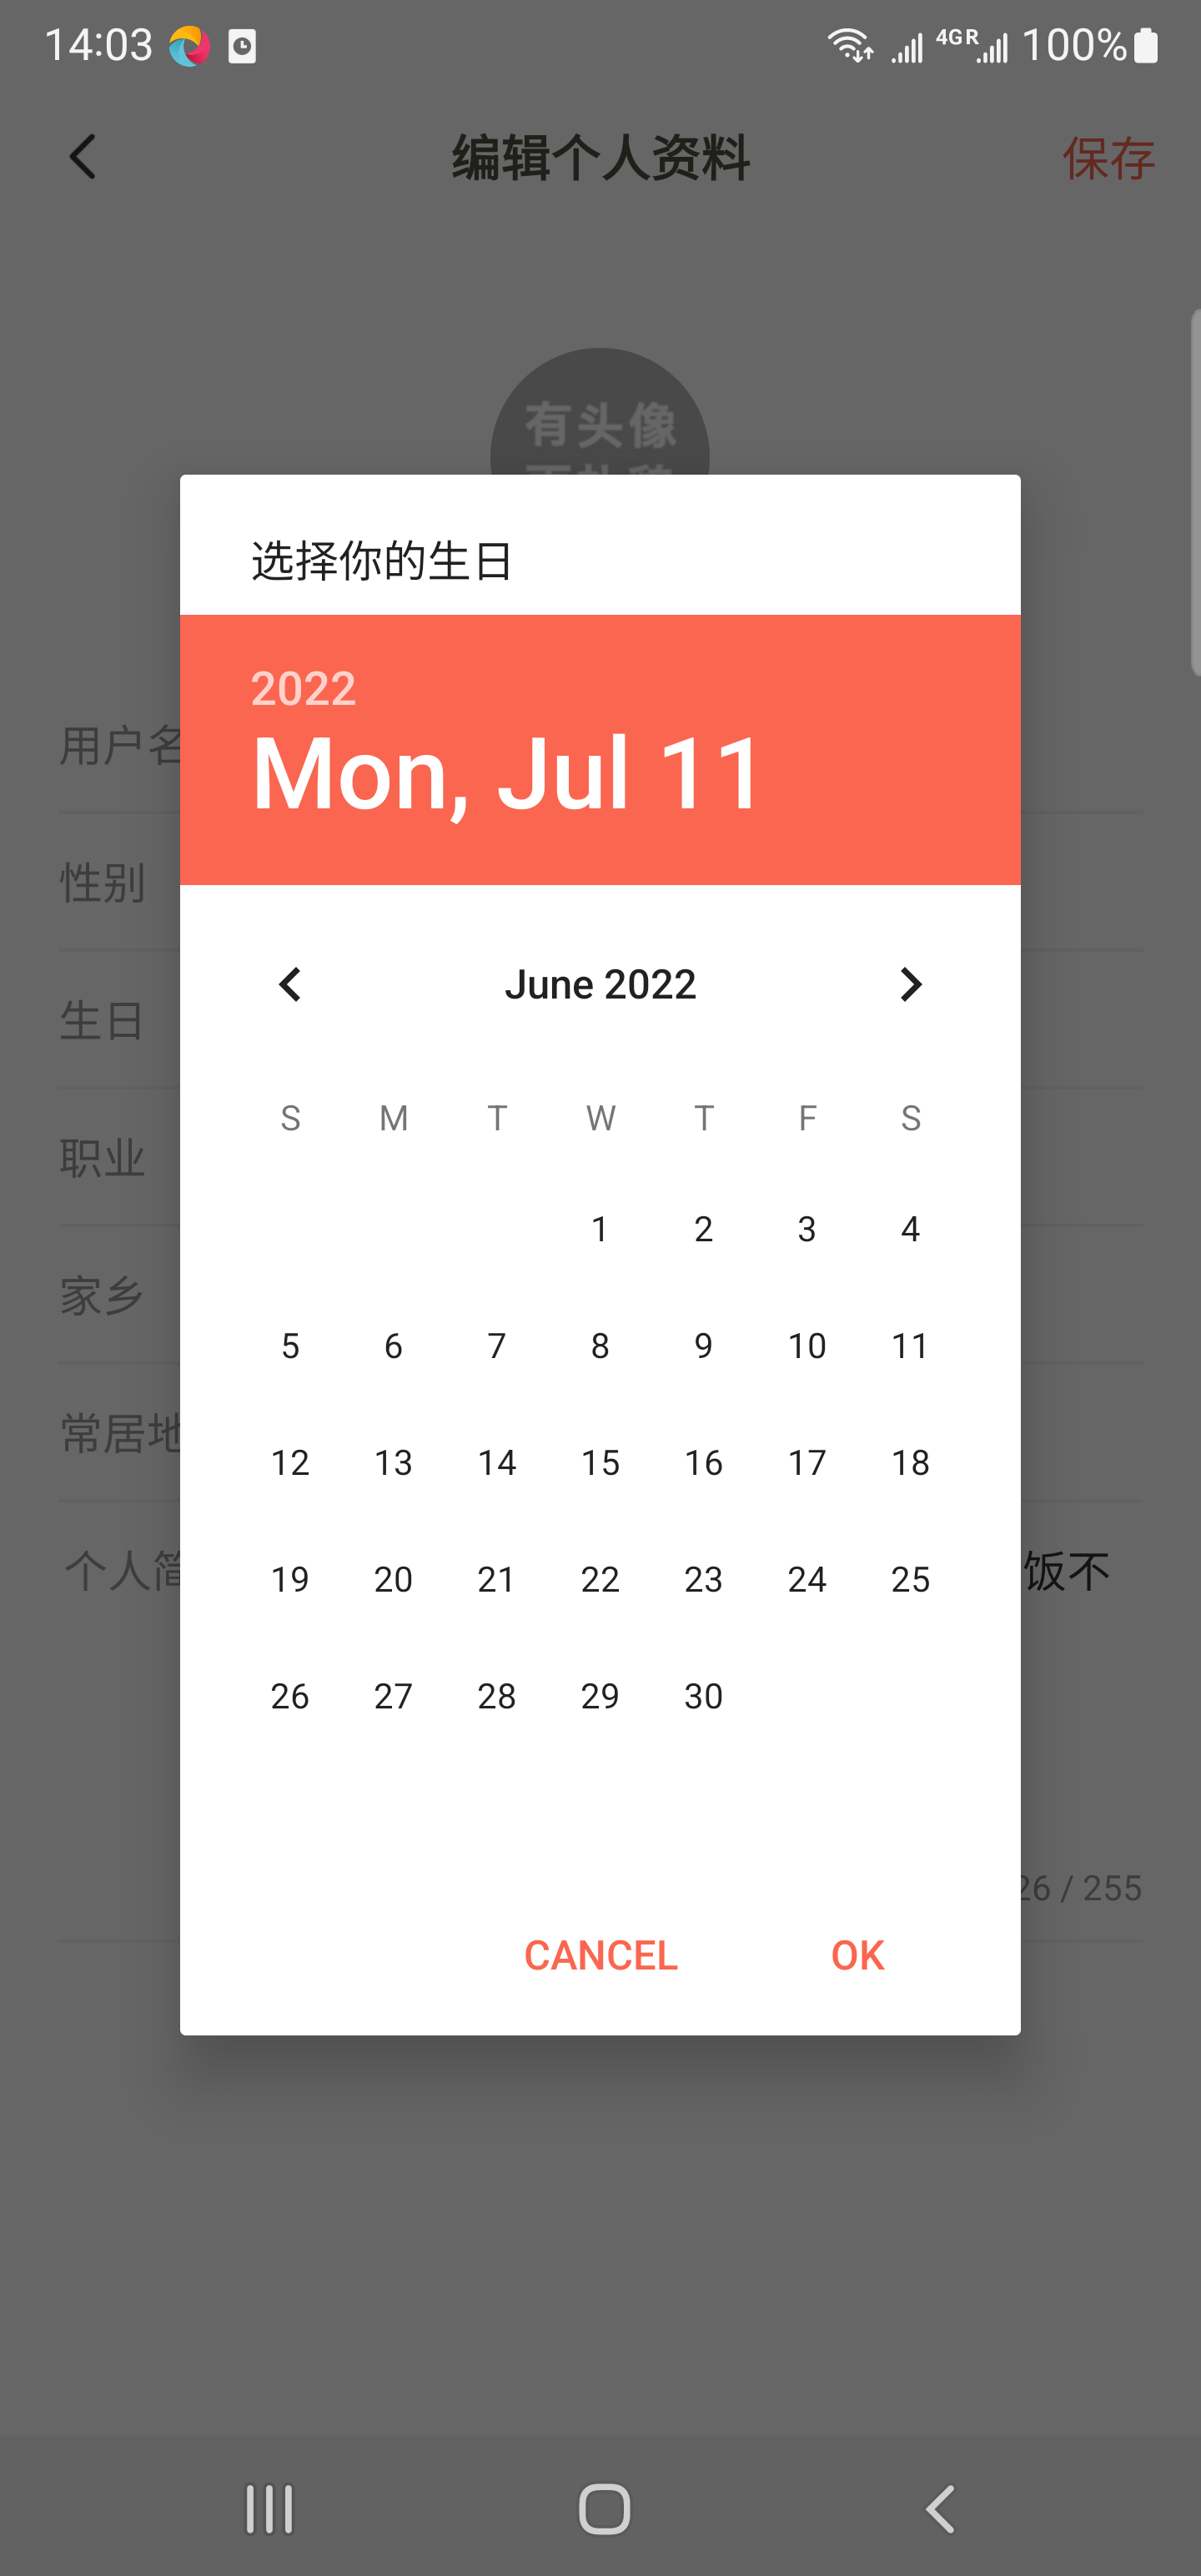 14:03
4GR 100%
编辑个人资料 保存
有头像
选择你的生日
2022
Mon, Jul 11
用户名
性别
生日
职业
家乡
常居地
个人简
饭不
June 2022
S M T W T F S
1 2 3 4
5 6 7 8 9 10 11
12 13 14 15 16 17 18
19 20 21 22 23 24 25
26 27 28 29 30
26 / 255
CANCEL OK